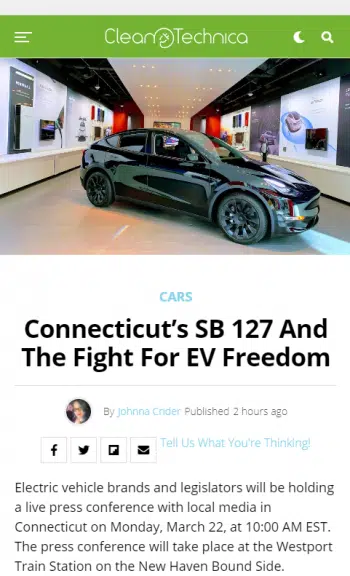 CleanTechnica
CARS
Connecticut’s SB 127 And
The Fight For EV Freedom
By Johnna Crider Published 2 hours ago
Tell Us What You're Thinking!
Electric vehicle brands and legislators will be holding
a live press conference with local media in
Connecticut on Monday, March 22, at 10:00 AM EST.
The press conference will take place at the Westport
Train Station on the New Haven Bound Side.